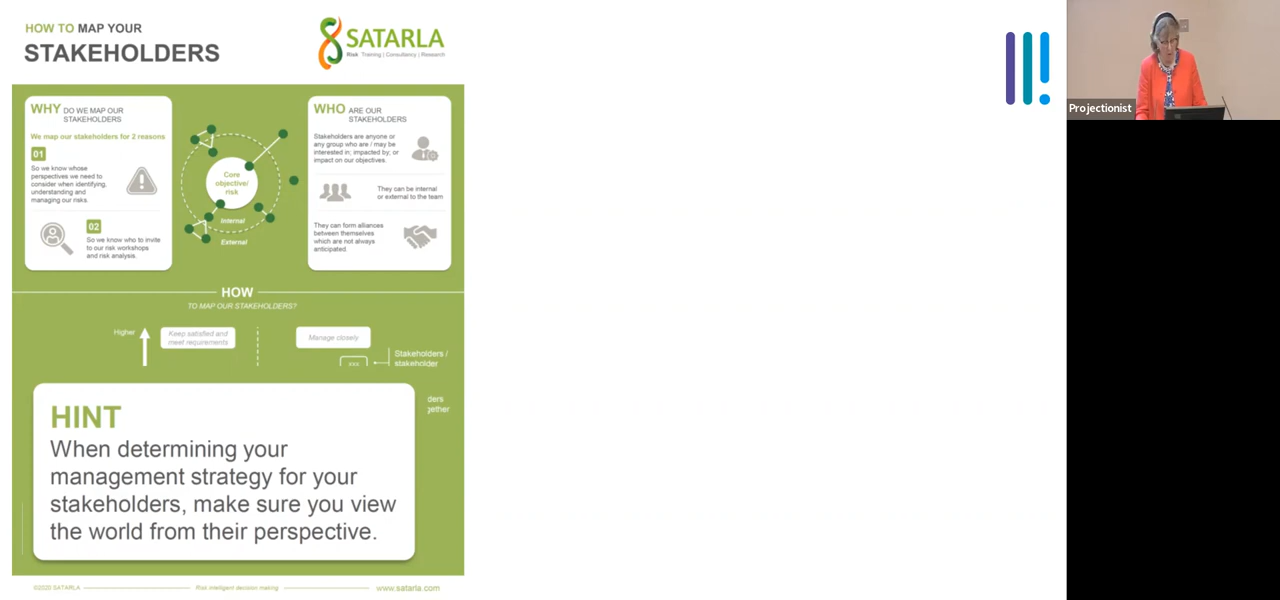 HOW TO MAP YOUR
STAKEHOLDERS
SATARLA
Risk Training | Consultancy | Research
WHY DO WE MAP OUR
STAKEHOLDERS
We map our stakeholders for 2 reasons
01
So we know whose
perspectives we need to
consider when identifying,
understanding and
managing our risks.
02
So we know who to invite
to our risk workshops
and risk analysis.
Core
objective/
risk
Internal
External
WHO ARE OUR
STAKEHOLDERS
Stakeholders are anyone or
any group who are / may be
interested in; impacted by; or
impact on our objectives.
They can be internal
or external to the team
They can form alliances
between themselves
which are not always
anticipated.
HOW
TO MAP OUR STAKEHOLDERS?
Higher
Keep satisfied and
meet requirements
Manage closely
xxx
Stakeholders /
stakeholder
ders
gether
HINT
When determining your
management strategy for your
stakeholders, make sure you view
the world from their perspective.
©2020 SATARLA
Risk intelligent decision making
www.satarla.com
Projectionist